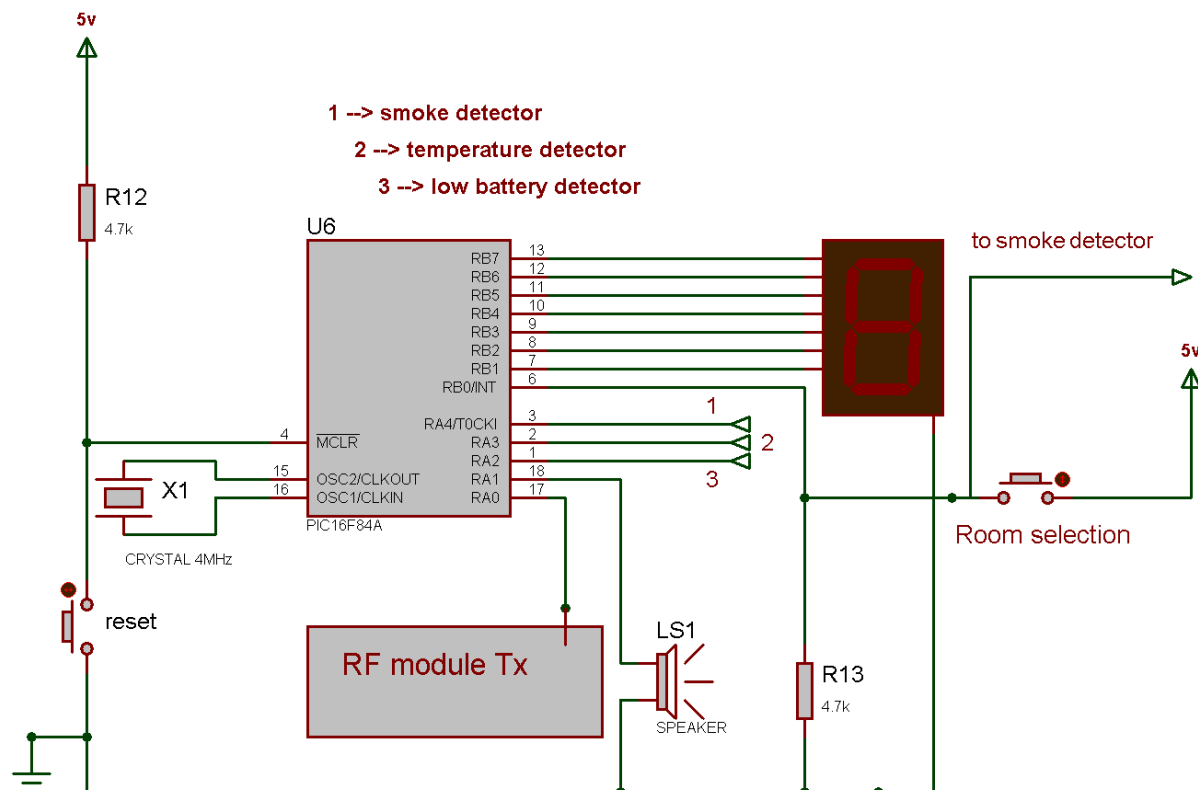 5v
1 --> smoke detector
2 --> temperature detector
3 --> low battery detector
R12
4.7k
U6
RB7 13
RB6 12
RB5 11
RB4 10
RB3 9
RB2 8
RB1 7
RB0/INT 6
RA4/T0CKI 3
RA3 2
RA2 1
RA1 18
RA0 17
4 MCLR
15 OSC2/CLKOUT
16 OSC1/CLKIN
PIC16F84A
1
2
3
to smoke detector
5v
Room selection
X1
CRYSTAL 4MHz
reset
RF module Tx
LS1
SPEAKER
R13
4.7k